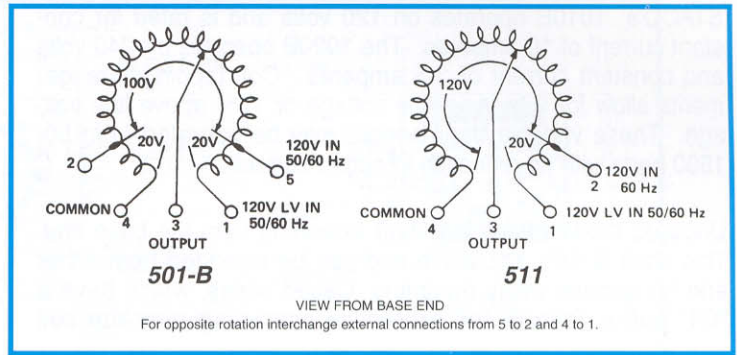 100V
20V
20V
2
120V IN
50/60 Hz
5
COMMON
4
3
1
120V LV IN
50/60 Hz
OUTPUT
501-B
120V
20V
120V IN
2
60 Hz
COMMON
4
3
1
120V LV IN 50/60 Hz
OUTPUT
511
VIEW FROM BASE END
For opposite rotation interchange external connections from 5 to 2 and 4 to 1.